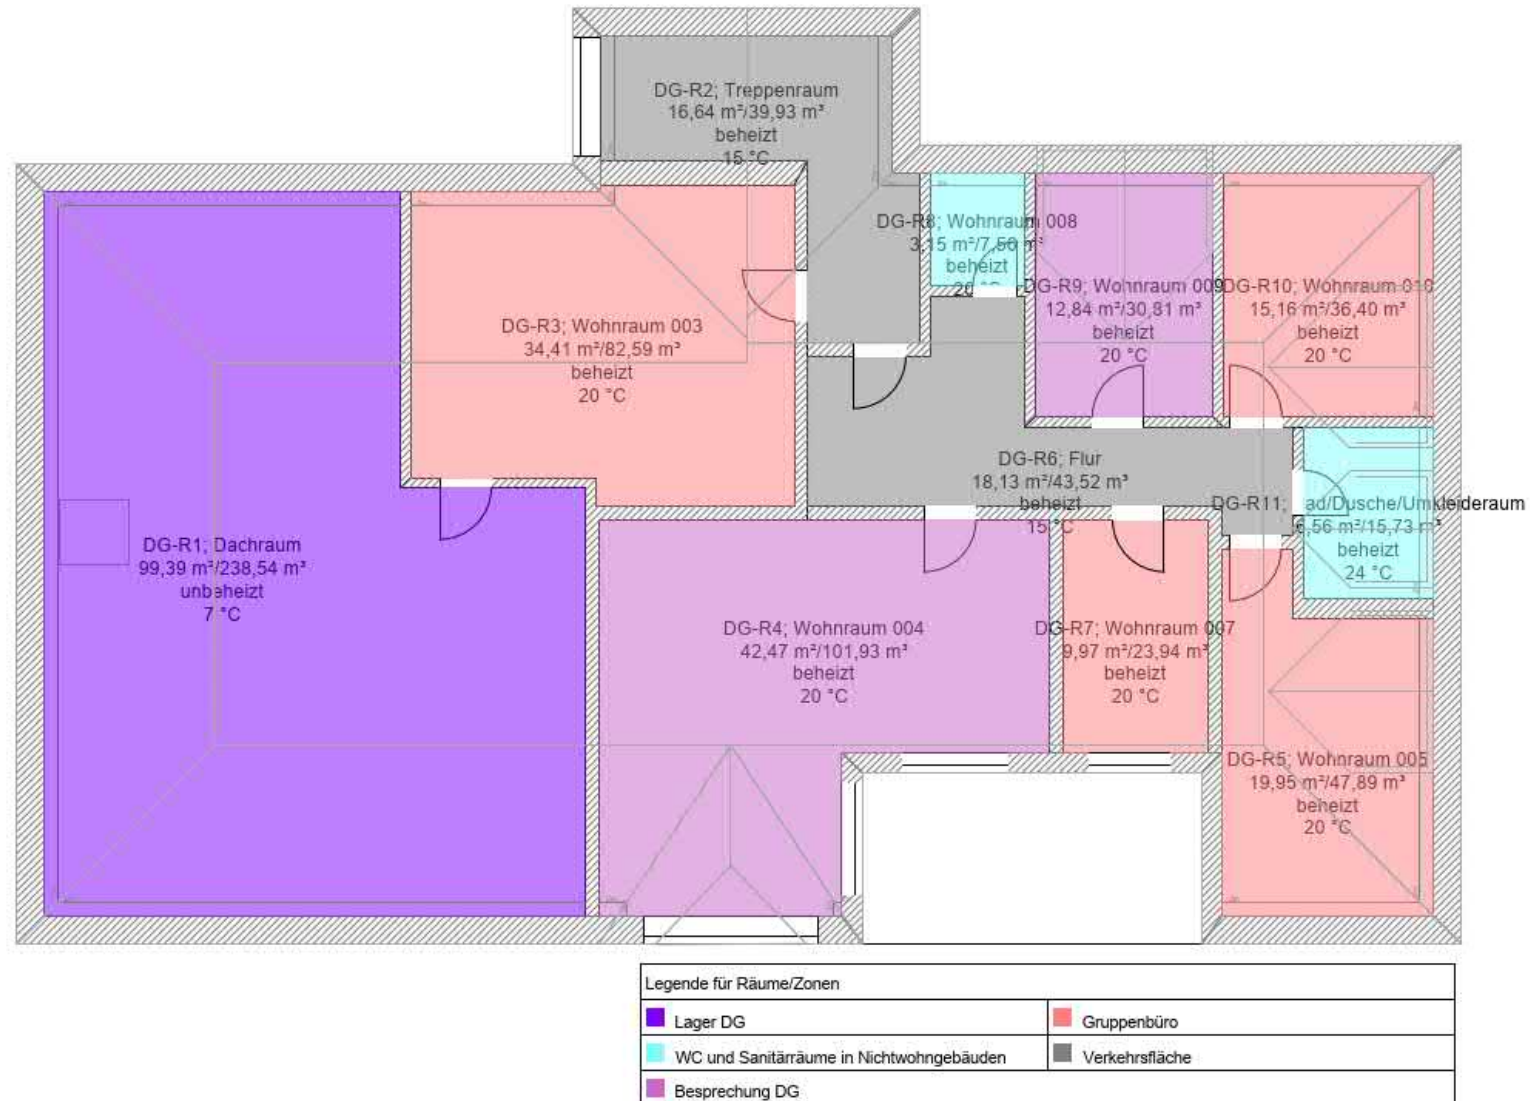 DG-R2; Treppenraum
16,64 m²/39,93 m³
beheizt
15 °C
DG-R8; Wohnraum 008
3,15 m²/7,56 m³
beheizt
20 °C
DG-R9; Wohnraum 009
12,84 m²/30,81 m³
beheizt
20 °C
DG-R10; Wohnraum 010
15,16 m²/36,40 m³
beheizt
20 °C
DG-R3; Wohnraum 003
34,41 m²/82,59 m³
beheizt
20 °C
DG-R6; Flur
18,13 m²/43,52 m³
beheizt
15 °C
DG-R11; ad/Dusche/Umkleideraum
6,56 m²/15,73 m³
beheizt
24 °C
DG-R1; Dachraum
99,39 m²/238,54 m³
unbeheizt
7 °C
DG-R4; Wohnraum 004
42,47 m²/101,93 m³
beheizt
20 °C
DG-R7; Wohnraum 007
9,97 m²/23,94 m³
beheizt
20 °C
DG-R5; Wohnraum 005
19,95 m²/47,89 m³
beheizt
20 °C
Legende für Räume/Zonen
Lager DG
Gruppenbüro
WC und Sanitärräume in Nichtwohngebäuden
Verkehrsfläche
Besprechung DG